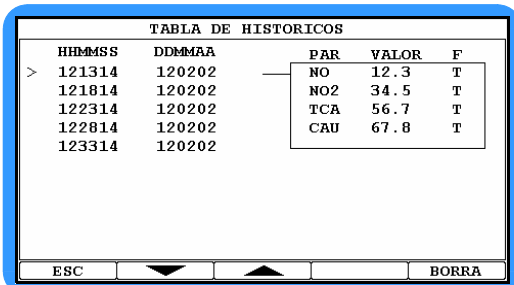 TABLA DE HISTORICOS
HHMMSS DDMMAA PAR VALOR F
> 121314 120202 NO 12.3 T
121814 120202 NO2 34.5 T
122314 120202 TCA 56.7 T
122814 120202 CAU 67.8 T
123314 120202
ESC BORRA